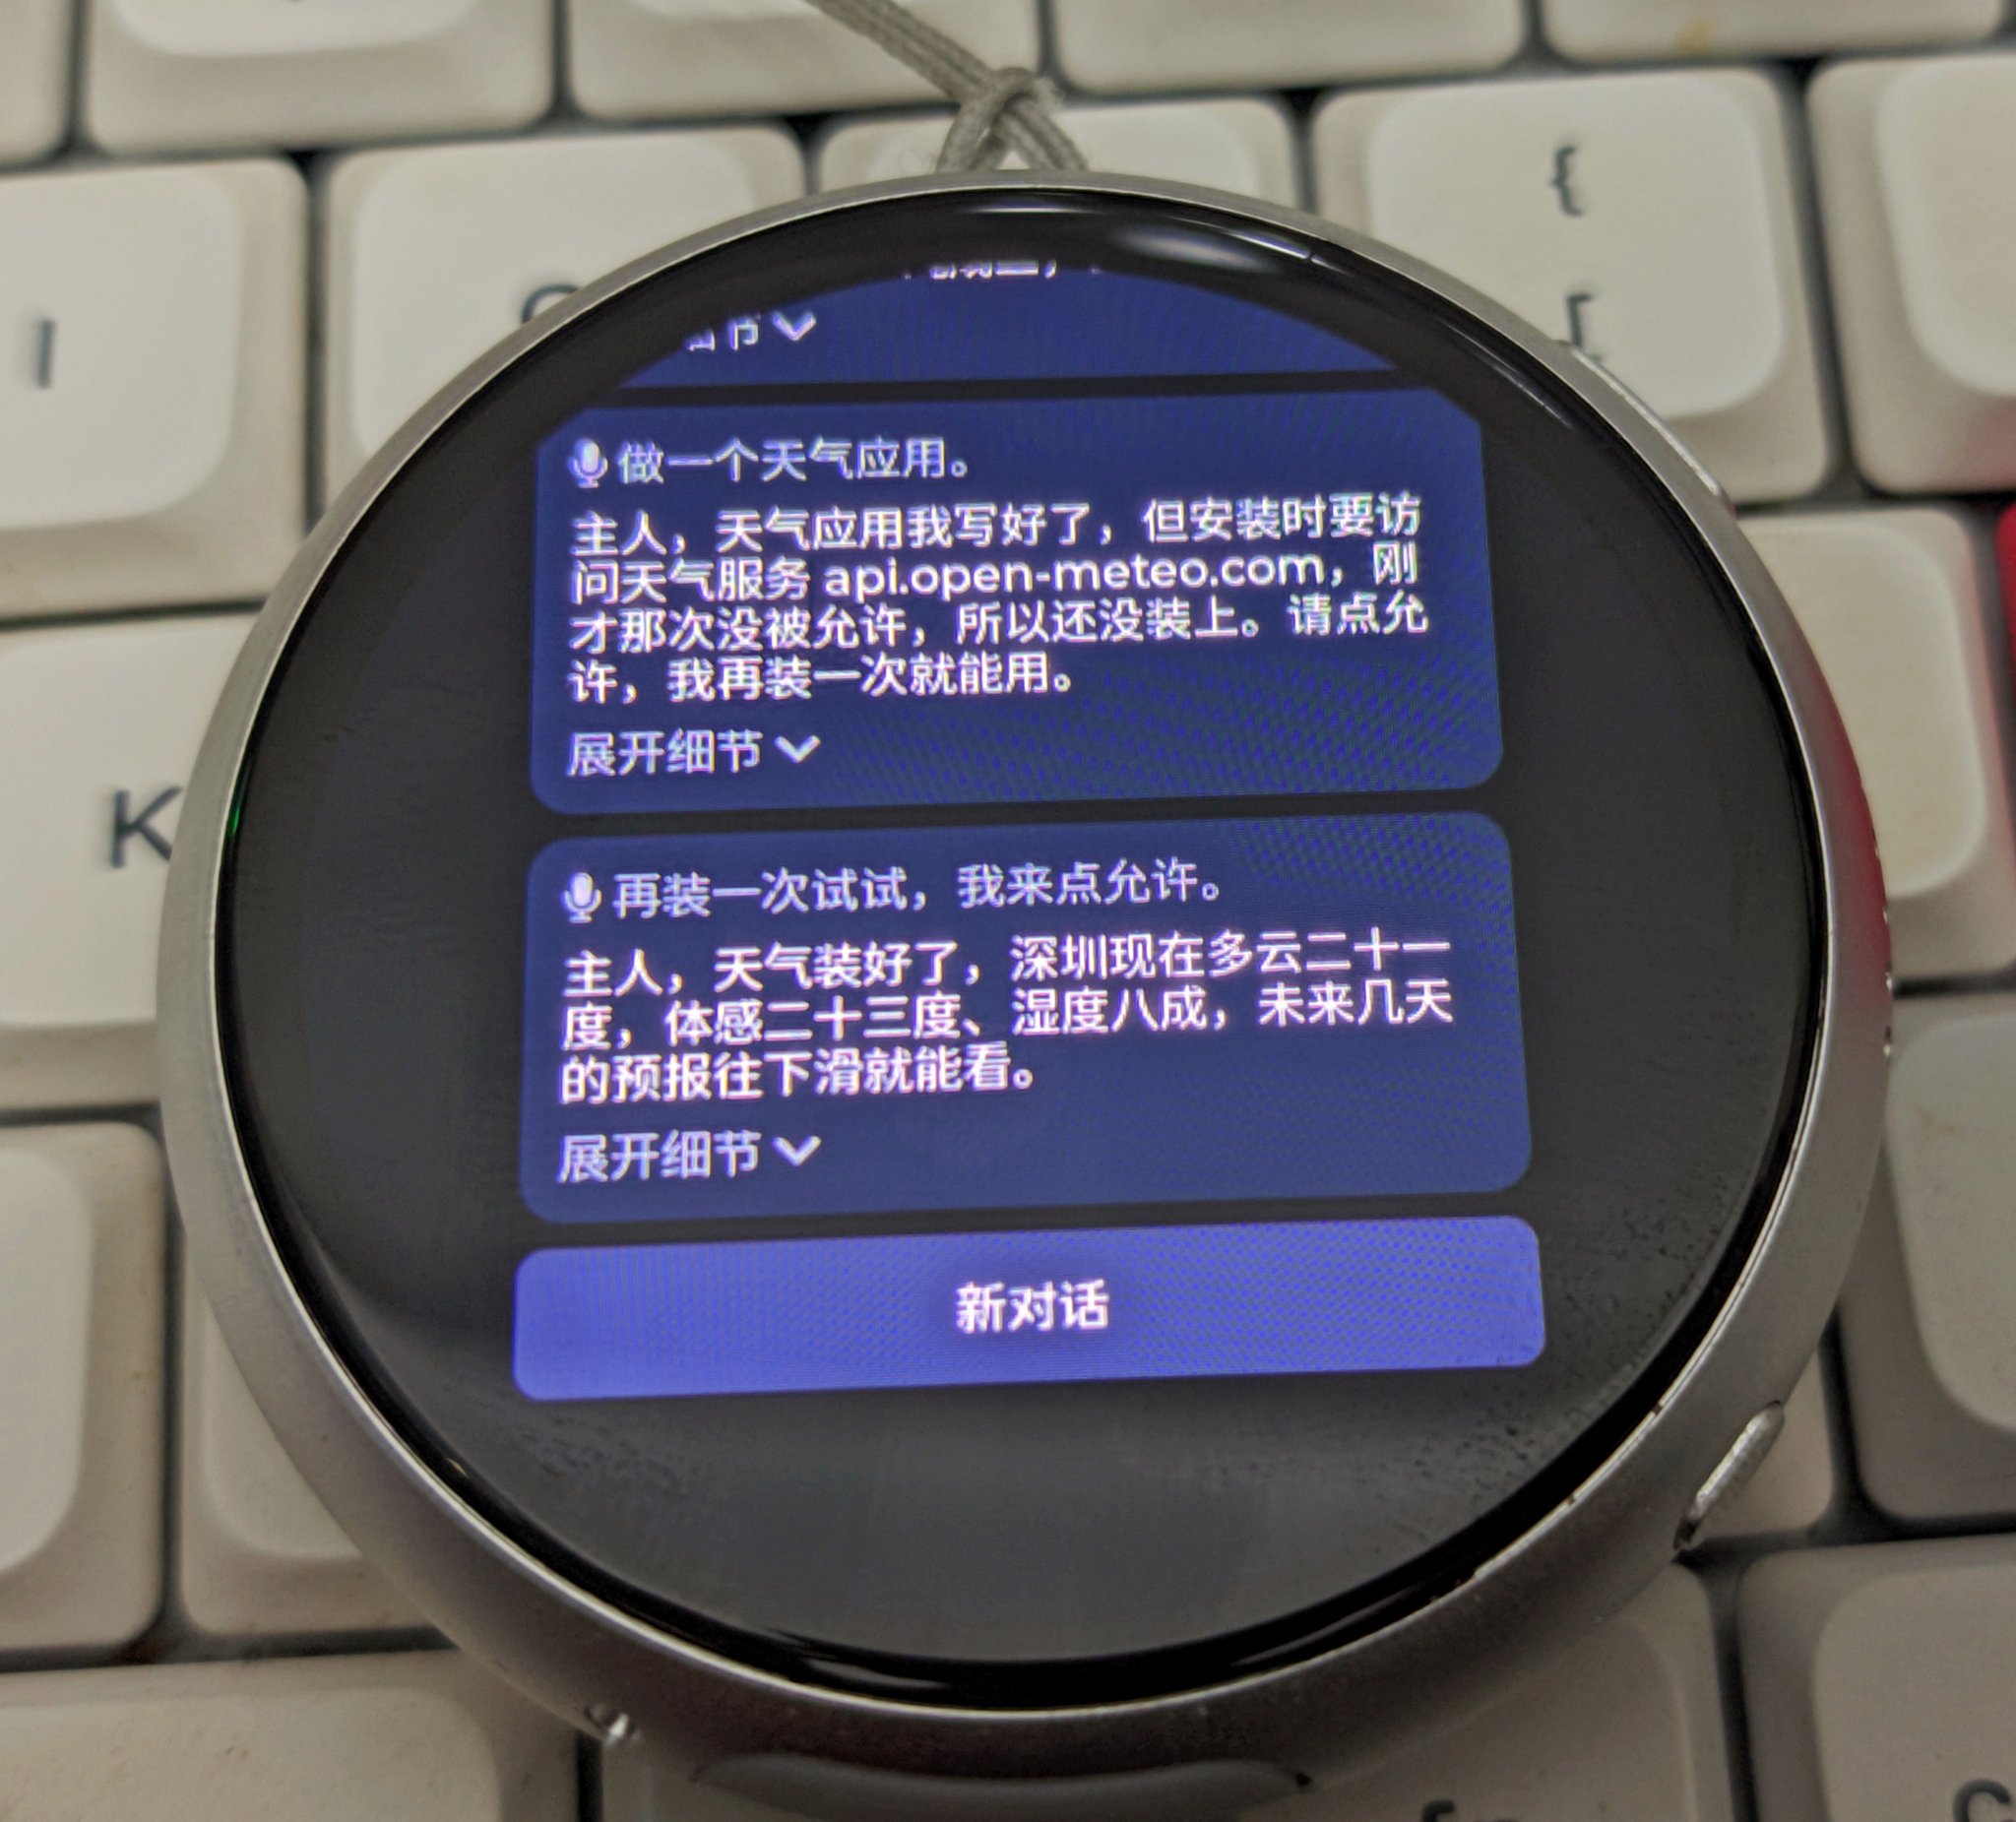 节
做一个天气应用。
主人，天气应用我写好了，但安装时要访
问天气服务 api.open-meteo.com，刚
才那次没被允许，所以还没装上。请点允
许，我再装一次就能用。
展开细节
再装一次试试，我来点允许。
主人，天气装好了，深圳现在多云二十一
度，体感二十三度、湿度八成，未来几天
的预报往下滑就能看。
展开细节
新对话
{
[
I
K